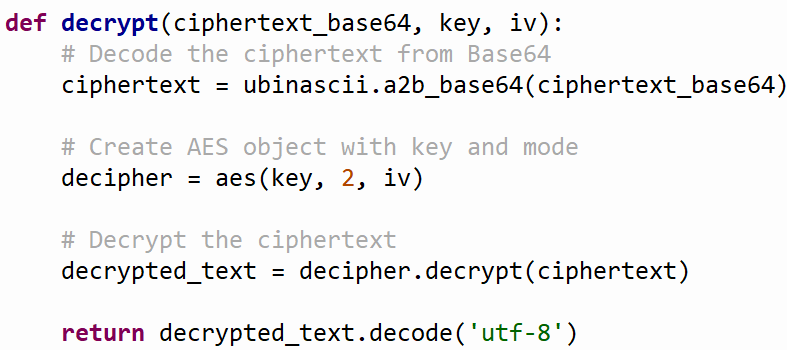 def decrypt(ciphertext_base64, key, iv):
    # Decode the ciphertext from Base64
    ciphertext = ubinascii.a2b_base64(ciphertext_base64)
    # Create AES object with key and mode
    decipher = aes(key, 2, iv)
    # Decrypt the ciphertext
    decrypted_text = decipher.decrypt(ciphertext)
    return decrypted_text.decode('utf-8')